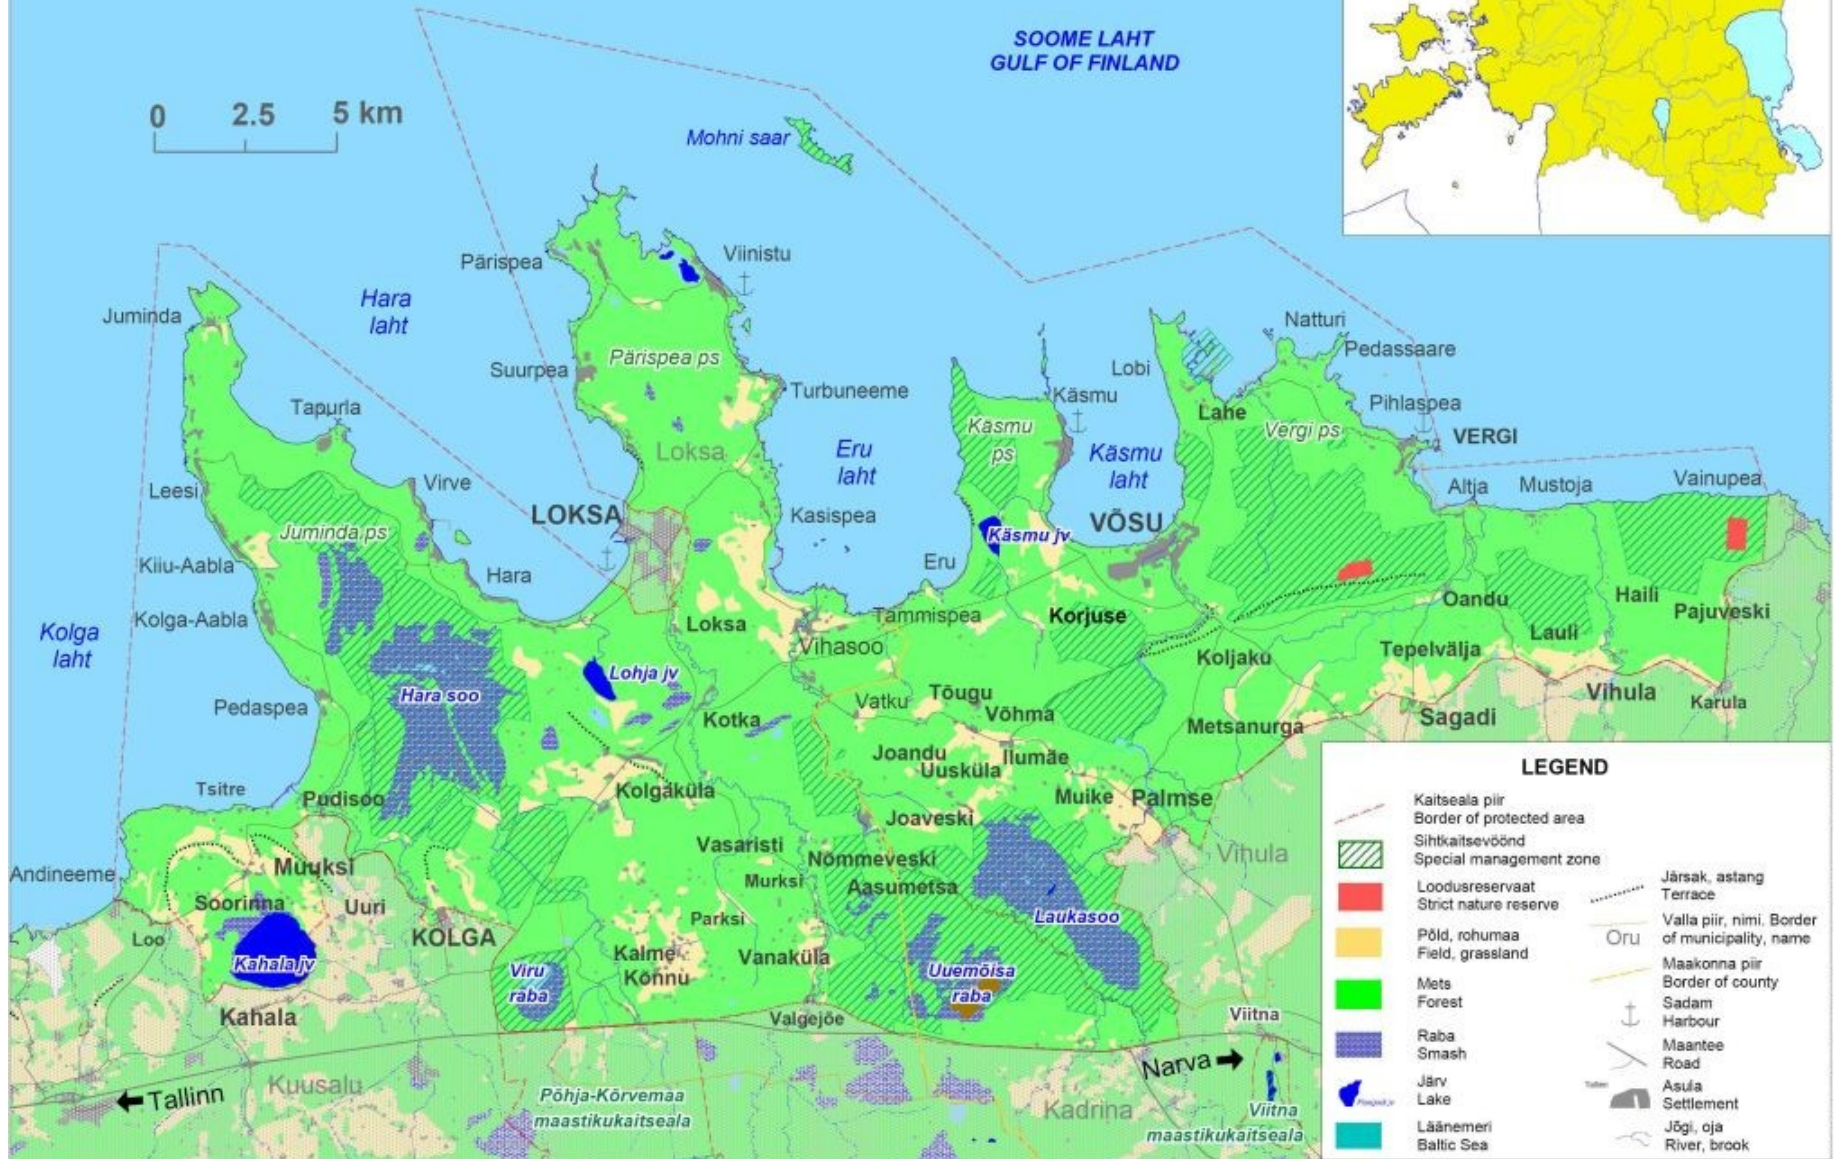 SOOME LAHT
GULF OF FINLAND
0 2.5 5 km
Mohni saar
Viinistu
Pärispea
Hara
laht
Juminda
Natturi
Pärispea ps
Pedassaare
Suurpea
Lobi
Turbuneeme
Käsmu
Tapurla
Pihlaspea
Lahe
Käsmu
ps
Vergi ps
VERGI
Loksa
Eru
laht
Käsmu
laht
Leesi
Virve
Altja
Mustoja
Vainupea
LOKSA
Kasispea
VÕSU
Juminda ps
Käsmu jv
Kiiu-Aabla
Hara
Eru
Kolga-Aabla
Oandu
Haili
Pajuveski
Kolga
laht
Loksa
Tammispea
Korjuse
Lauli
Vihasoo
Koljaku
Tepelvälja
Lohja jv
Hara soo
Tõugu
Vihula
Karula
Pedaspea
Vatku
Võhma
Kotka
Metsanurga
Sagadi
Joandu
Ilumäe
Uusküla
Tsitre
Pudisoo
Kolgaküla
Muike
Palmse
Joaveski
Vasaristi
Nõmmeveski
Vihula
Andineeme
Muuksi
Murksi
Aasumetsa
Soorinna
Uuri
Parksi
Laukasoo
Loo
KOLGA
Kalme
Kõnnu
Vanaküla
Kahala jv
Viru
raba
Uuemõisa
raba
Kahala
Valgejõe
Viitna
Narva
Tallinn
Kuusalu
Põhja-Kõrvemaa
maastikukaitseala
Kadrina
Viitna
maastikukaitseala
LEGEND
Kaitseala piir
Border of protected area
Sihtkaitsevöönd
Special management zone
Loodusreservaat
Strict nature reserve
Põld, rohumaa
Field, grassland
Mets
Forest
Raba
Smash
Järv
Lake
Läänemeri
Baltic Sea
Järsak, astang
Terrace
Valla piir, nimi. Border
Oru of municipality, name
Maakonna piir
Border of county
Sadam
Harbour
Maantee
Road
Tallinn
Asula
Settlement
Jõgi, oja
River, brook